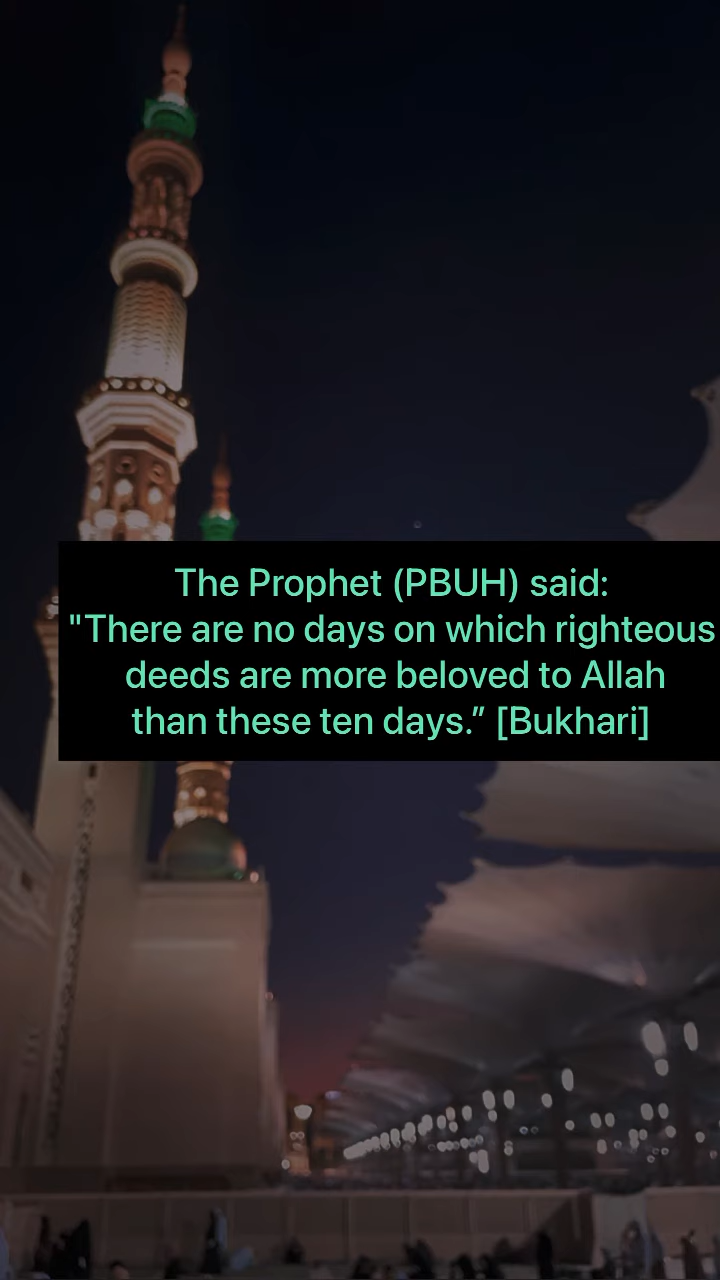 The Prophet (PBUH) said:
"There are no days on which righteous
deeds are more beloved to Allah
than these ten days.” [Bukhari]